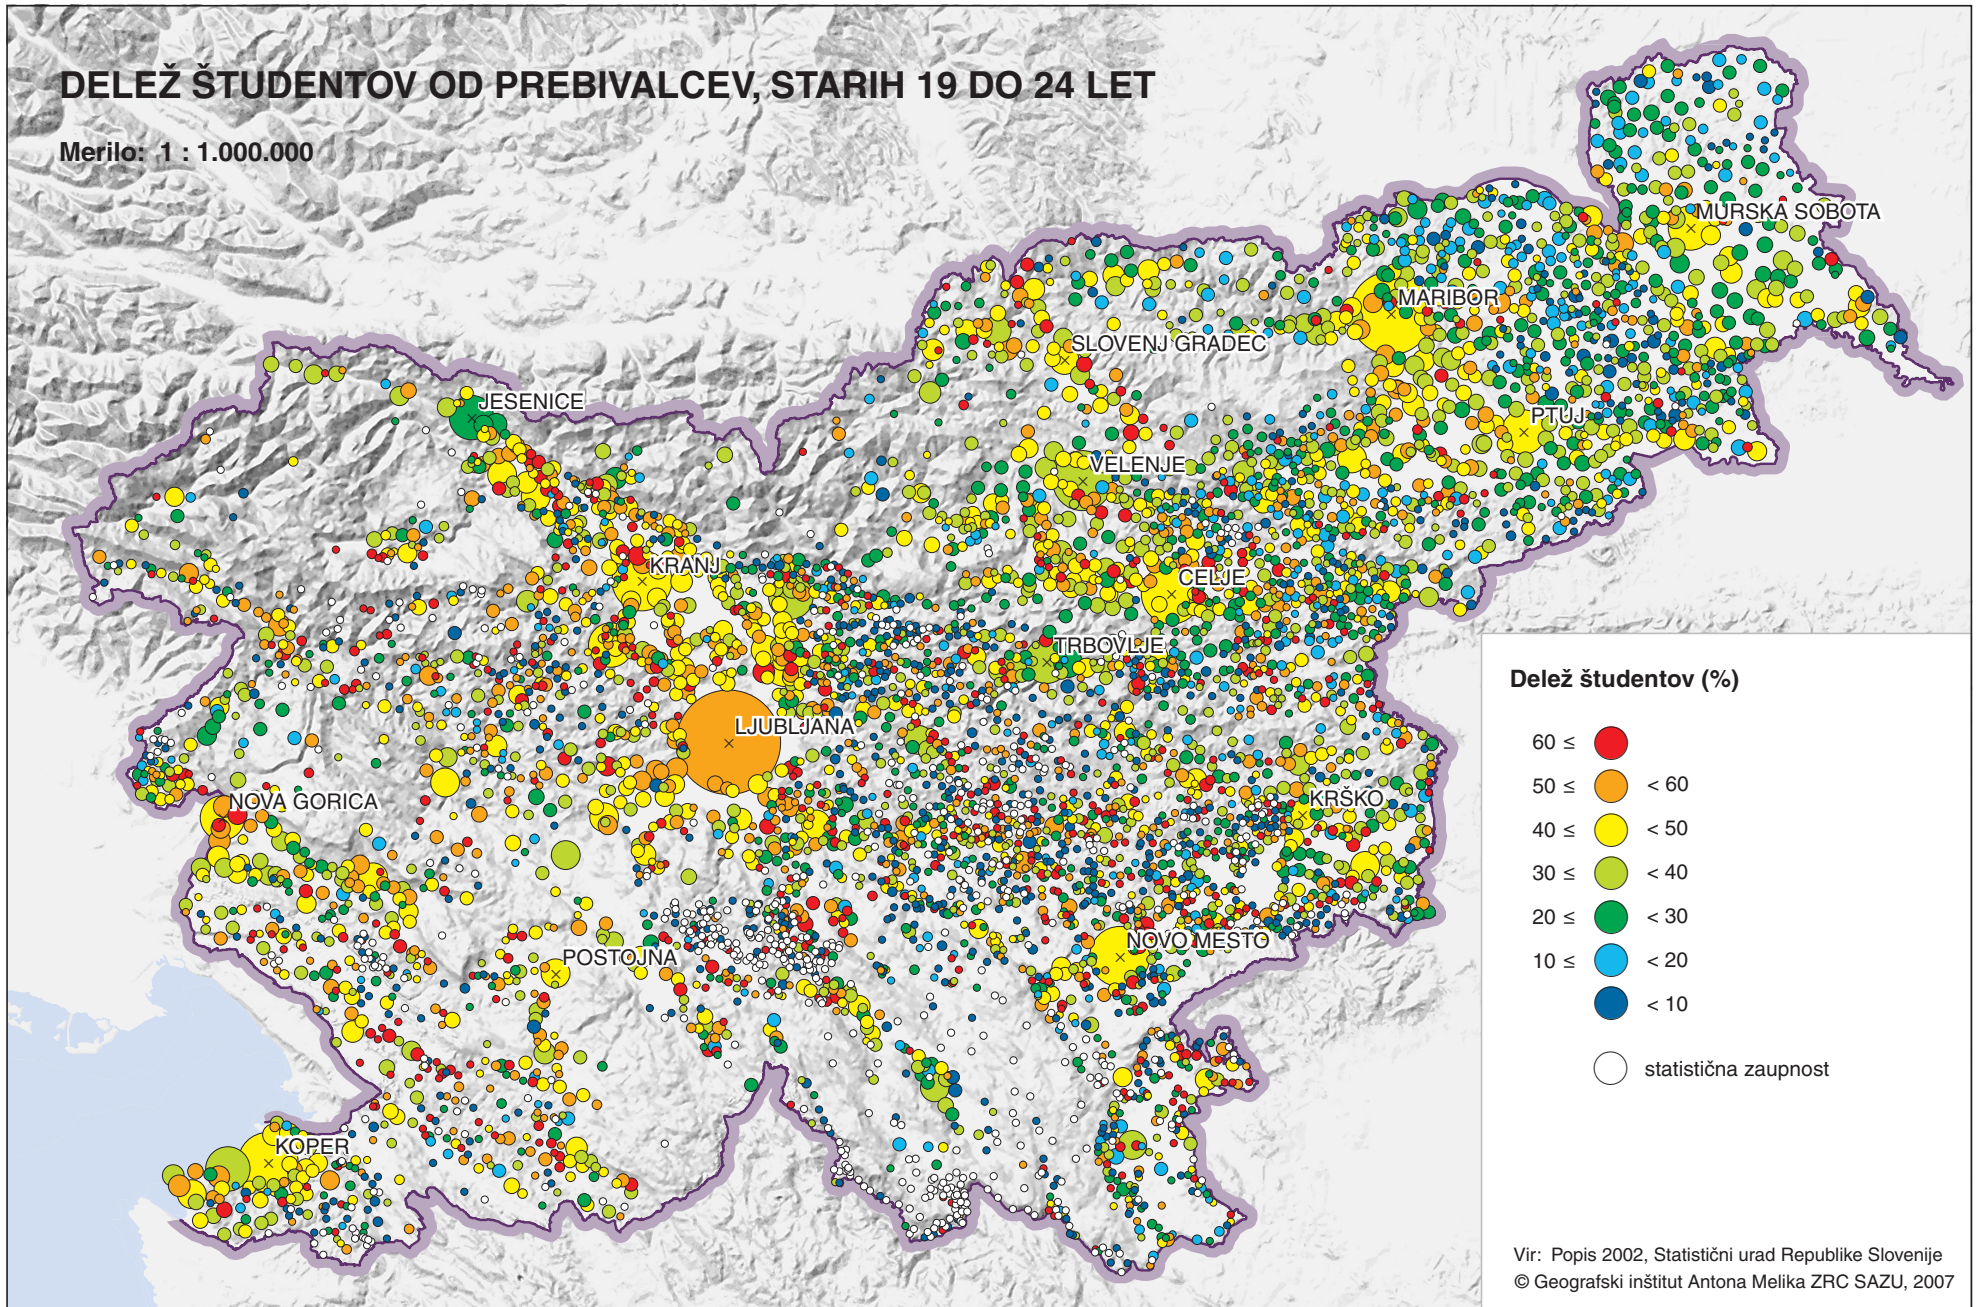 DELEŽ ŠTUDENTOV OD PREBIVALCEV, STARIH 19 DO 24 LET
Merilo: 1 : 1.000.000
MURSKA SOBOTA
MARIBOR
SLOVENJ GRADEC
JESENICE
PTUJ
VELENJE
KRANJ
CELJE
TRBOVLJE
LJUBLJANA
NOVA GORICA
KRŠKO
NOVO MESTO
POSTOJNA
KOPER
Delež študentov (%)
60 ≤
50 ≤ < 60
40 ≤ < 50
30 ≤ < 40
20 ≤ < 30
10 ≤ < 20
< 10
statistična zaupnost
Vir: Popis 2002, Statistični urad Republike Slovenije
© Geografski inštitut Antona Melika ZRC SAZU, 2007